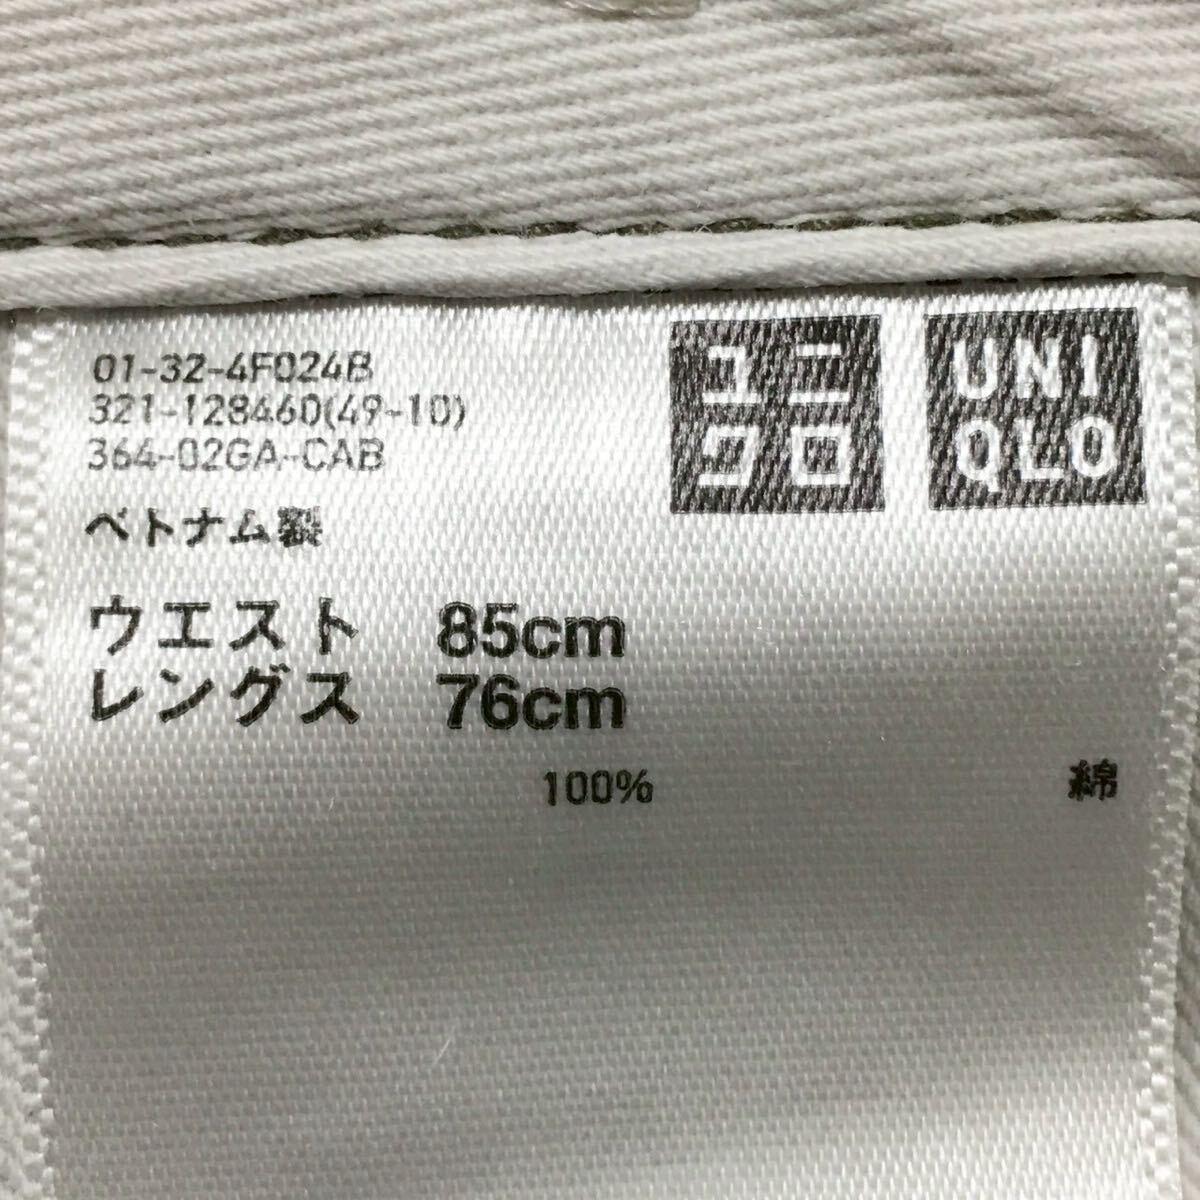 01-32-4F024B
321-128460(49-10)
364-02GA-CAB
ベトナム製
ユニ
クロ
UNI
QLO
ウエスト 85cm
レングス 76cm
100% 綿